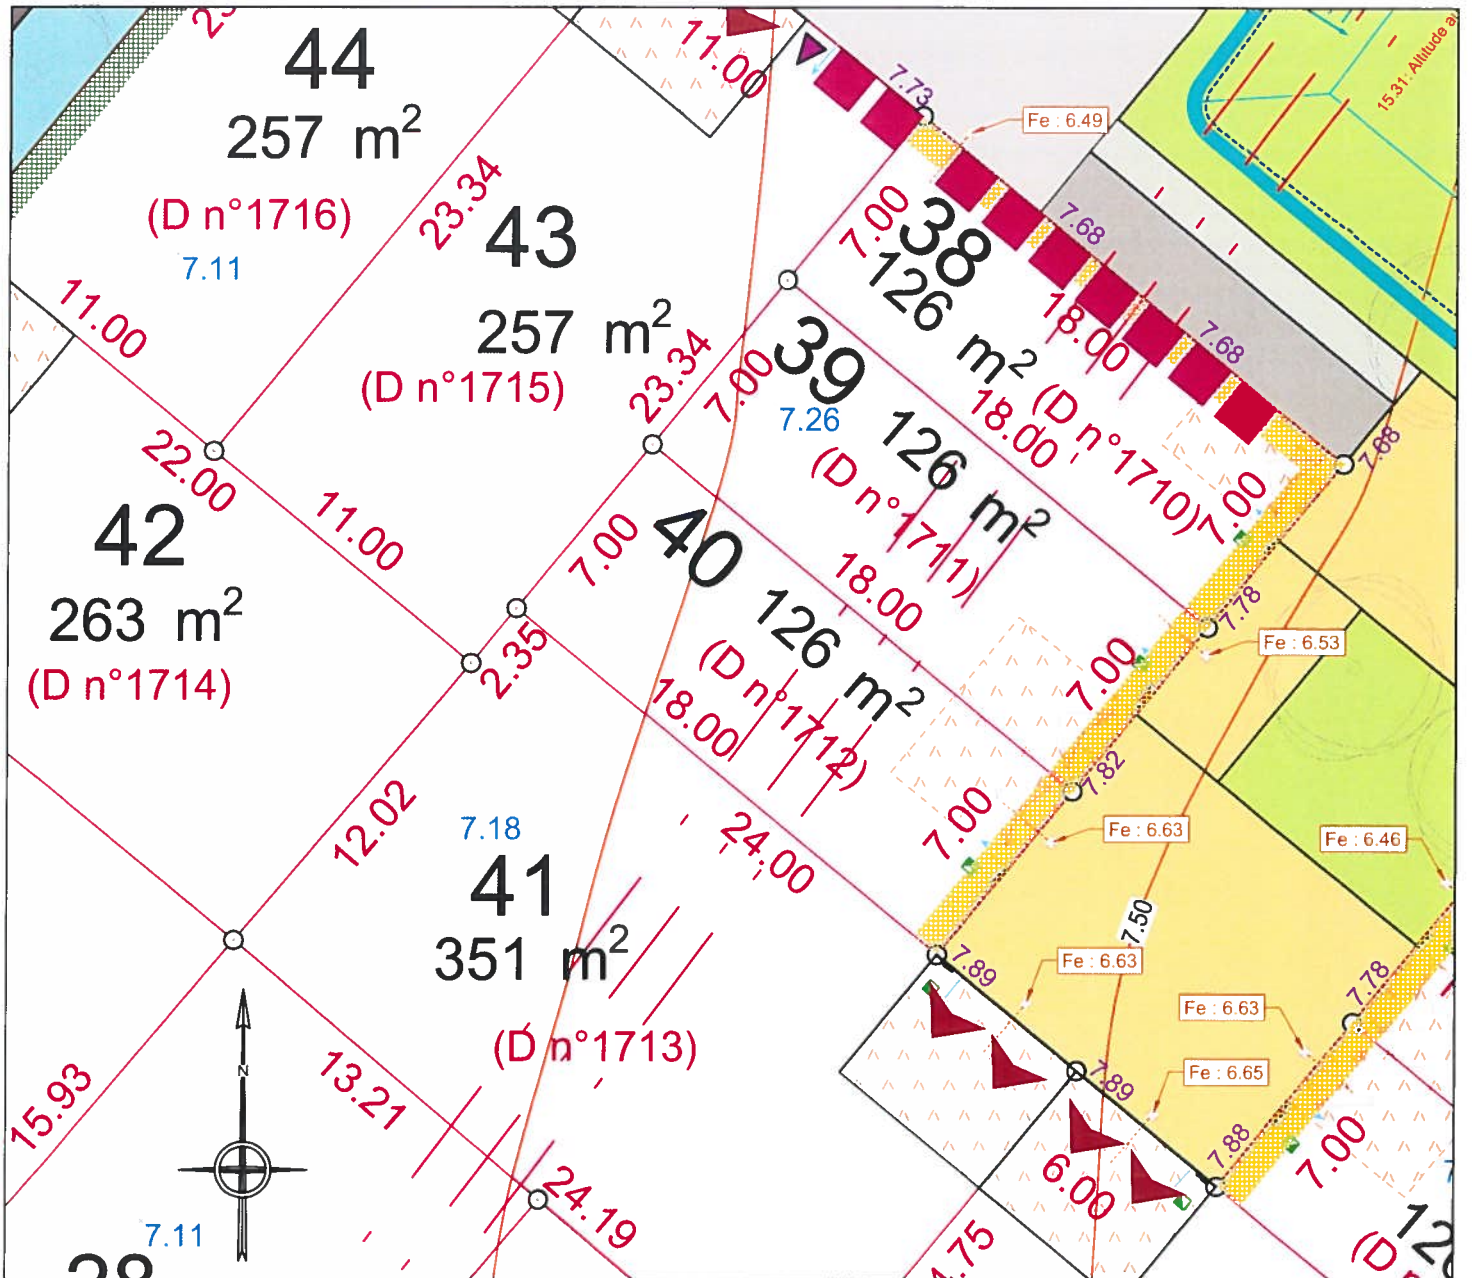 44
257 m²
(D n°1716)
7.11
11.00
23.34
11.00
43
257 m²
(D n°1715)
7.73
Fe : 6.49
15.31: Altitude
7.00
38
126 m²
(D n°1710)
7.68
7.68
18.00
7.68
7.00
23.34
7.00
39
7.26
126 m²
(D n°1711)
18.00
7.78
Fe : 6.53
22.00
11.00
42
263 m²
(D n°1714)
7.00
40
126 m²
(D n°1712)
18.00
7.00
7.82
Fe : 6.63
Fe : 6.46
2.35
18.00
24.00
7.00
12.02
7.18
41
351 m²
(D n°1713)
7.50
7.89
Fe : 6.63
7.78
Fe : 6.63
7.89
Fe : 6.65
7.88
7.00
15.93
13.21
N
24.19
6.00
7.11